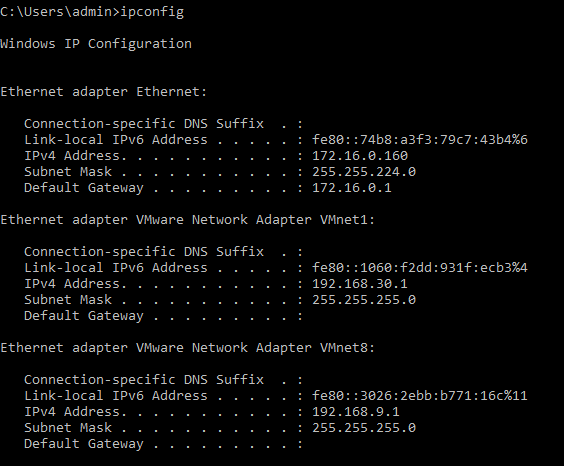 C:\Users\admin>ipconfig
Windows IP Configuration
Ethernet adapter Ethernet:
Connection-specific DNS Suffix  . :
Link-local IPv6 Address . . . . . : fe80::74b8:a3f3:79c7:43b4%6
IPv4 Address. . . . . . . . . . . : 172.16.0.160
Subnet Mask . . . . . . . . . . . : 255.255.224.0
Default Gateway . . . . . . . . . : 172.16.0.1
Ethernet adapter VMware Network Adapter VMnet1:
Connection-specific DNS Suffix  . :
Link-local IPv6 Address . . . . . : fe80::1060:f2dd:931f:ecb3%4
IPv4 Address. . . . . . . . . . . : 192.168.30.1
Subnet Mask . . . . . . . . . . . : 255.255.255.0
Default Gateway . . . . . . . . . :
Ethernet adapter VMware Network Adapter VMnet8:
Connection-specific DNS Suffix  . :
Link-local IPv6 Address . . . . . : fe80::3026:2ebb:b771:16c%11
IPv4 Address. . . . . . . . . . . : 192.168.9.1
Subnet Mask . . . . . . . . . . . : 255.255.255.0
Default Gateway . . . . . . . . . :